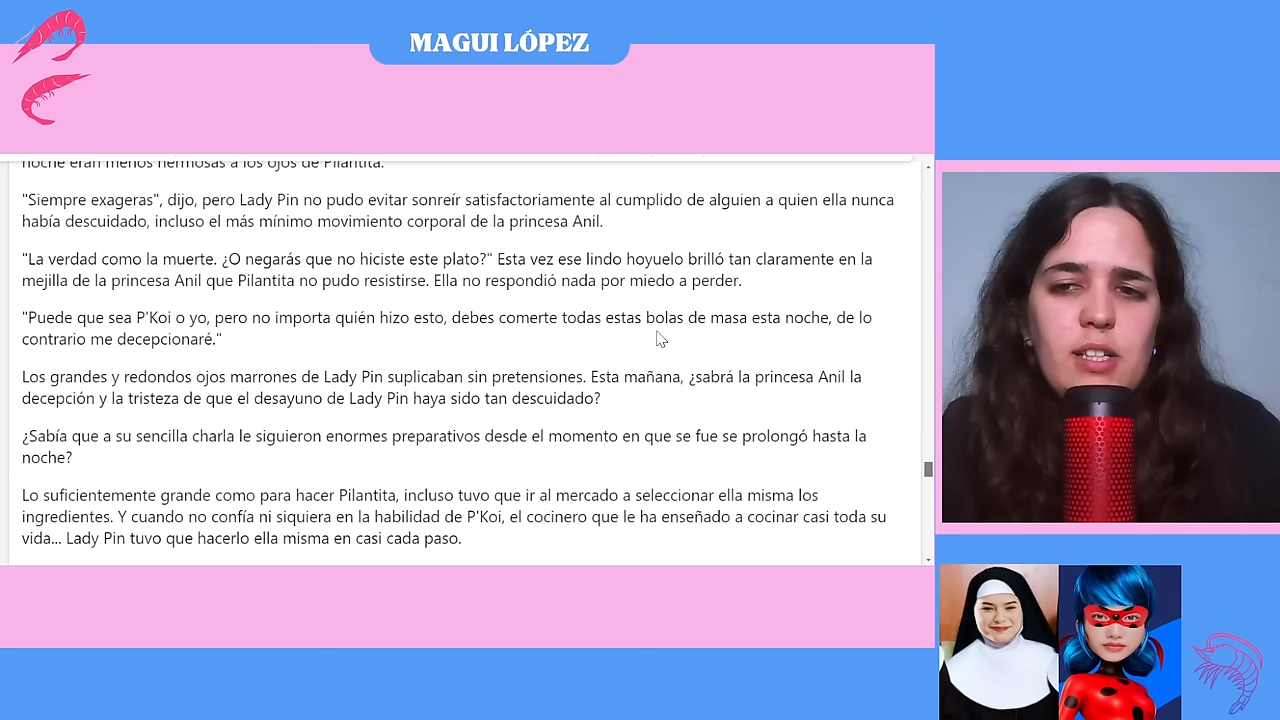 MAGUI LÓPEZ
noche eran menos hermosas a los ojos de Pilantita.
"Siempre exageras", dijo, pero Lady Pin no pudo evitar sonreír satisfactoriamente al cumplido de alguien a quien ella nunca
había descuidado, incluso el más mínimo movimiento corporal de la princesa Anil.
"La verdad como la muerte. ¿O negarás que no hiciste este plato?" Esta vez ese lindo hoyuelo brilló tan claramente en la
mejilla de la princesa Anil que Pilantita no pudo resistirse. Ella no respondió nada por miedo a perder.
"Puede que sea P'Koi o yo, pero no importa quién hizo esto, debes comerte todas estas bolas de masa esta noche, de lo
contrario me decepcionaré."
Los grandes y redondos ojos marrones de Lady Pin suplicaban sin pretensiones. Esta mañana, ¿sabrá la princesa Anil la
decepción y la tristeza de que el desayuno de Lady Pin haya sido tan descuidado?
¿Sabía que a su sencilla charla le siguieron enormes preparativos desde el momento en que se fue se prolongó hasta la
noche?
Lo suficientemente grande como para hacer Pilantita, incluso tuvo que ir al mercado a seleccionar ella misma los
ingredientes. Y cuando no confía ni siquiera en la habilidad de P'Koi, el cocinero que le ha enseñado a cocinar casi toda su
vida... Lady Pin tuvo que hacerlo ella misma en casi cada paso.